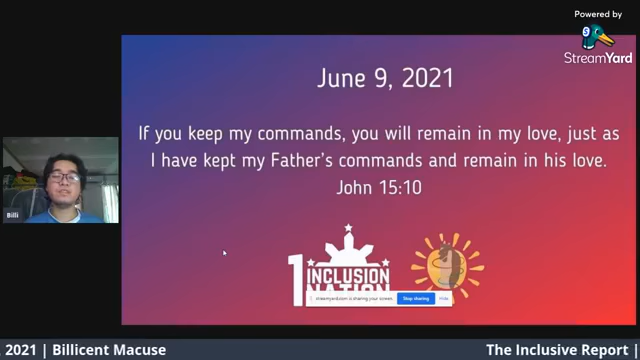 Powered by
StreamYard
June 9, 2021
If you keep my commands, you will remain in my love, just as
I have kept my Father's commands and remain in his love.
John 15:10
Billi
1 INCLUSION
NATION
streamyard.com is sharing your screen.
Stop sharing
Hide
, 2021 | Billicent Macuse
The Inclusive Report |